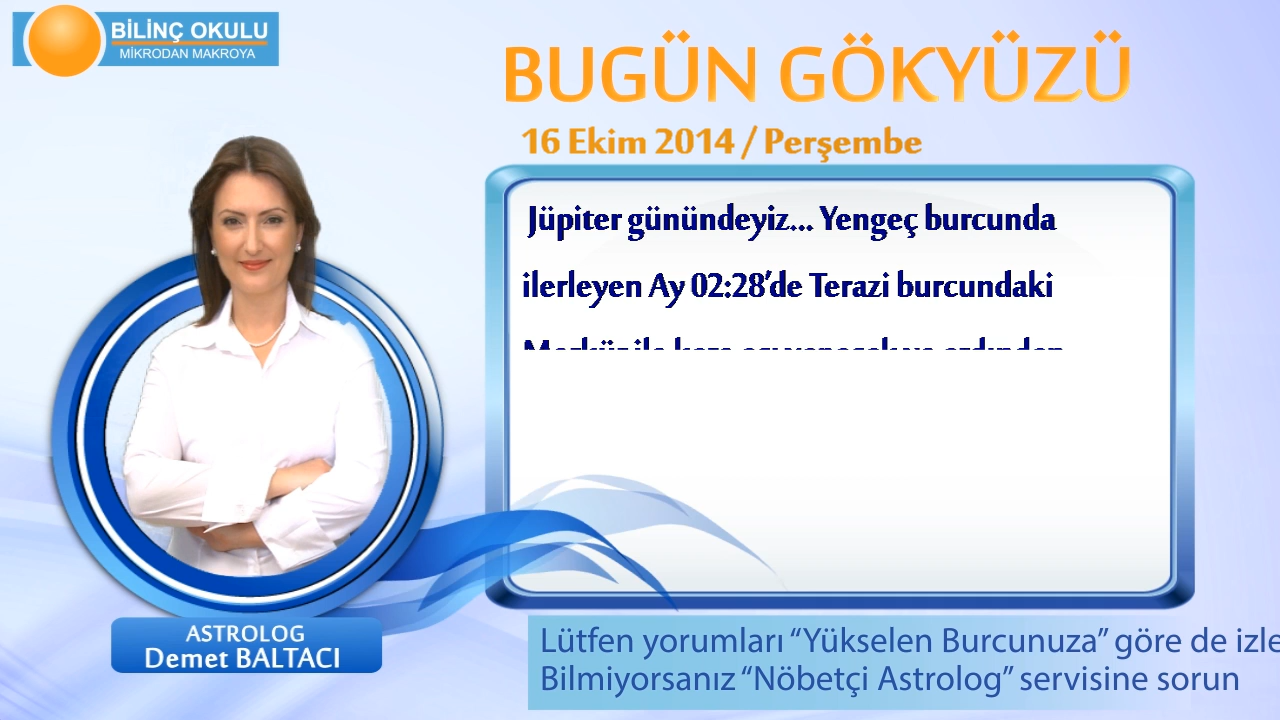 BİLİNÇ OKULU
MİKRODAN MAKROYA
BUGÜN GÖKYÜZÜ
16 Ekim 2014 / Perşembe
Jüpiter günündeyiz... Yengeç burcunda
ilerleyen Ay 02:28’de Terazi burcundaki
ASTROLOG
Demet BALTACI
Lütfen yorumları “Yükselen Burcunuza” göre de izle
Bilmiyorsanız “Nöbetçi Astrolog” servisine sorun